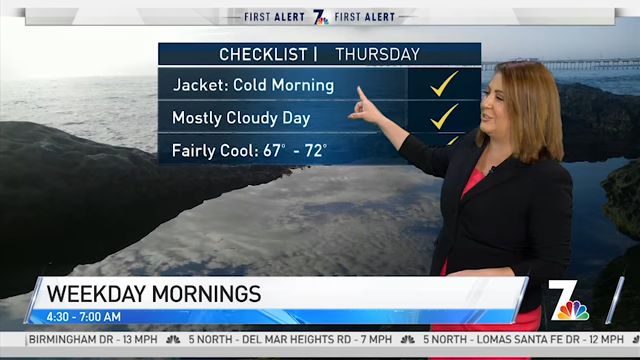 FIRST ALERT 7 FIRST ALERT
CHECKLIST | THURSDAY
Jacket: Cold Morning
Mostly Cloudy Day
Fairly Cool: 67° - 72°
WEEKDAY MORNINGS
4:30 - 7:00 AM
7
BIRMINGHAM DR - 13 MPH 5 NORTH - DEL MAR HEIGHTS RD - 7 MPH 5 NORTH - LOMAS SANTA FE DR - 12 MPH